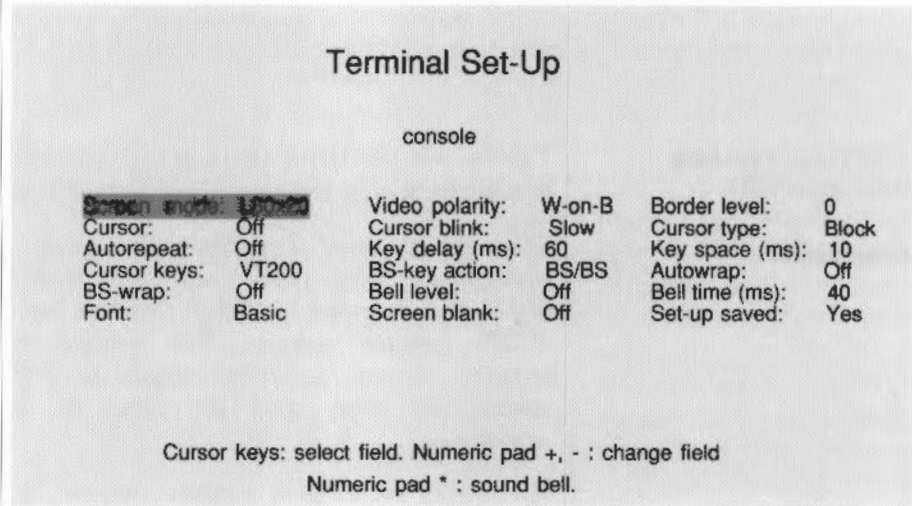 Terminal Set-Up
console
Screen mode: Video polarity: W-on-B Border level: 0
Cursor: Off Cursor blink: Slow Cursor type: Block
Autorepeat: Off Key delay (ms): 60 Key space (ms): 10
Cursor keys: VT200 BS-key action: BS/BS Autowrap: Off
BS-wrap: Off Bell level: Off Bell time (ms): 40
Font: Basic Screen blank: Off Set-up saved: Yes
Cursor keys: select field. Numeric pad +, - : change field
Numeric pad * : sound bell.